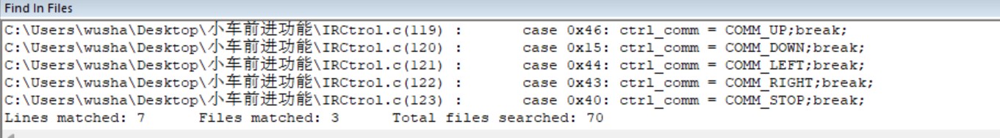 Find In Files
C:\Users\wusha\Desktop\小车前进功能\IRCtrol.c(119) :       case 0x46: ctrl_comm = COMM_UP;break;
C:\Users\wusha\Desktop\小车前进功能\IRCtrol.c(120) :       case 0x15: ctrl_comm = COMM_DOWN;break;
C:\Users\wusha\Desktop\小车前进功能\IRCtrol.c(121) :       case 0x44: ctrl_comm = COMM_LEFT;break;
C:\Users\wusha\Desktop\小车前进功能\IRCtrol.c(122) :       case 0x43: ctrl_comm = COMM_RIGHT;break;
C:\Users\wusha\Desktop\小车前进功能\IRCtrol.c(123) :       case 0x40: ctrl_comm = COMM_STOP;break;
Lines matched: 7      Files matched: 3      Total files searched: 70